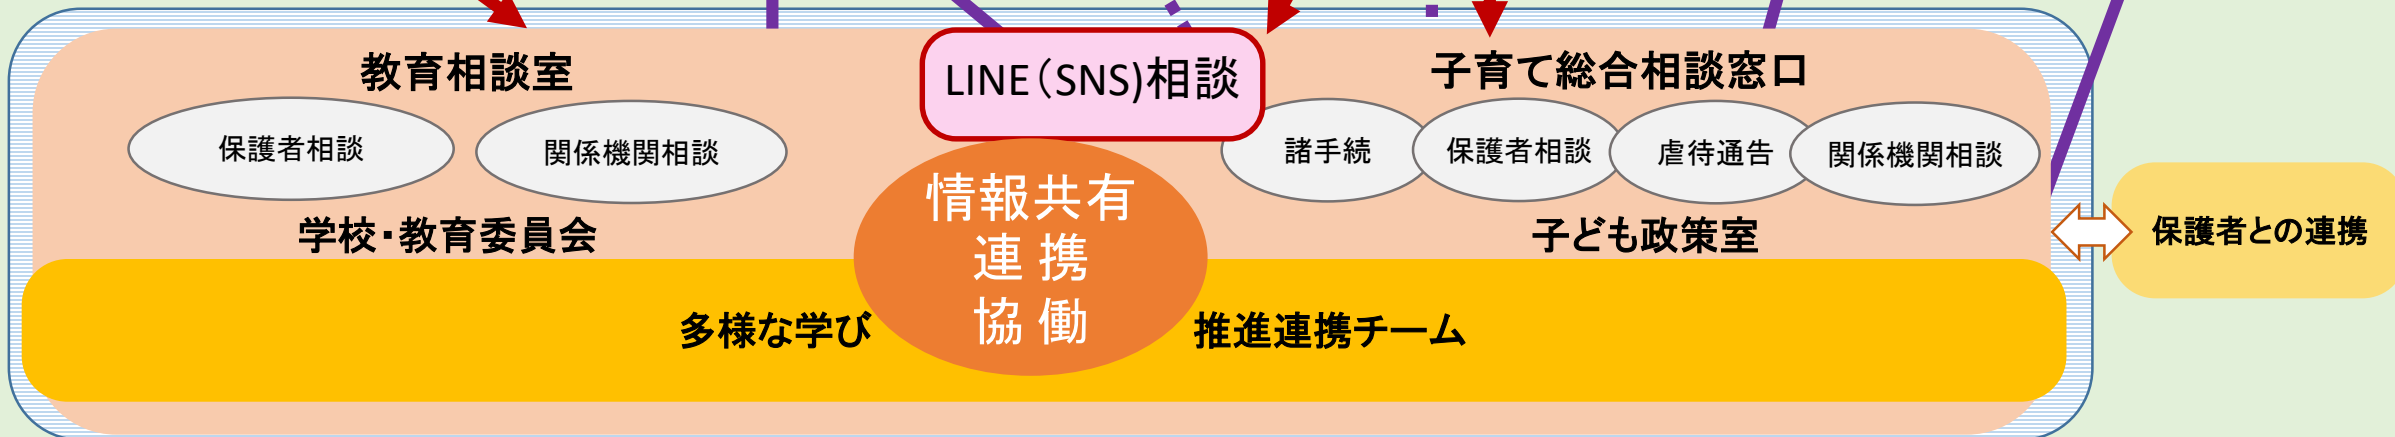 教育相談室
LINE（SNS)相談
子育て総合相談窓口
保護者相談
関係機関相談
諸手続
保護者相談
虐待通告
関係機関相談
情報共有
連 携
協 働
学校・教育委員会
子ども政策室
保護者との連携
多様な学び
推進連携チーム